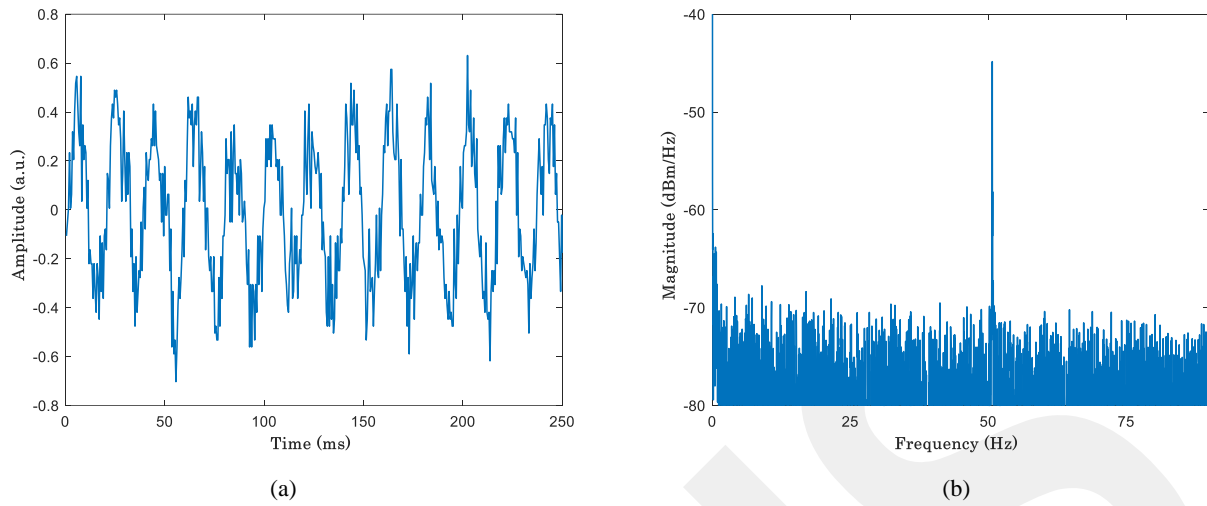 0.8
0.6
0.4
0.2
0
-0.2
-0.4
-0.6
-0.8
0 50 100 150 200 250
Amplitude (a.u.)
Time (ms)
(a)
-40
-50
-60
-70
-80
0 25 50 75
Magnitude (dBm/Hz)
Frequency (Hz)
(b)